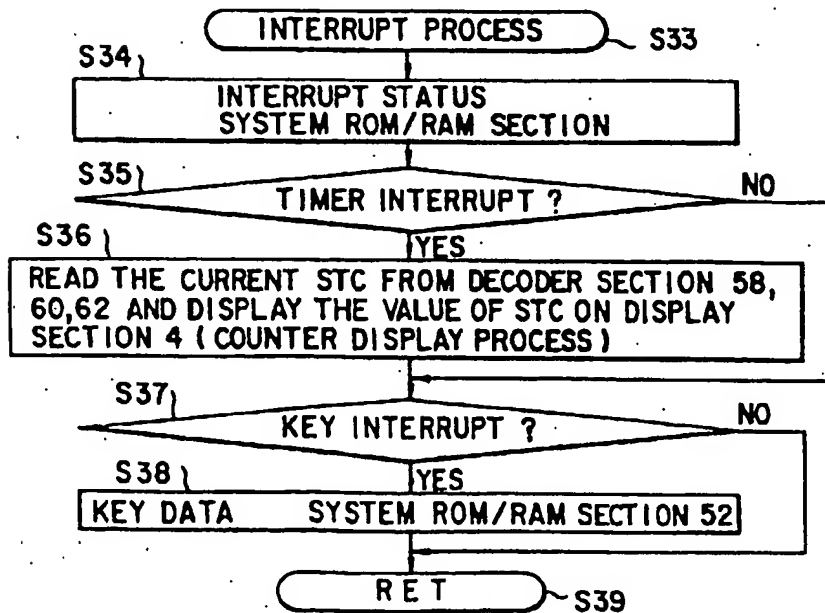 INTERRUPT PROCESS
S33
S34
INTERRUPT STATUS
SYSTEM ROM/RAM SECTION
S35
TIMER INTERRUPT ?
NO
S36
YES
READ THE CURRENT STC FROM DECODER SECTION 58,
60,62 AND DISPLAY THE VALUE OF STC ON DISPLAY
SECTION 4 (COUNTER DISPLAY PROCESS)
S37
KEY INTERRUPT ?
NO
S38
YES
KEY DATA SYSTEM ROM/RAM SECTION 52
RET
S39